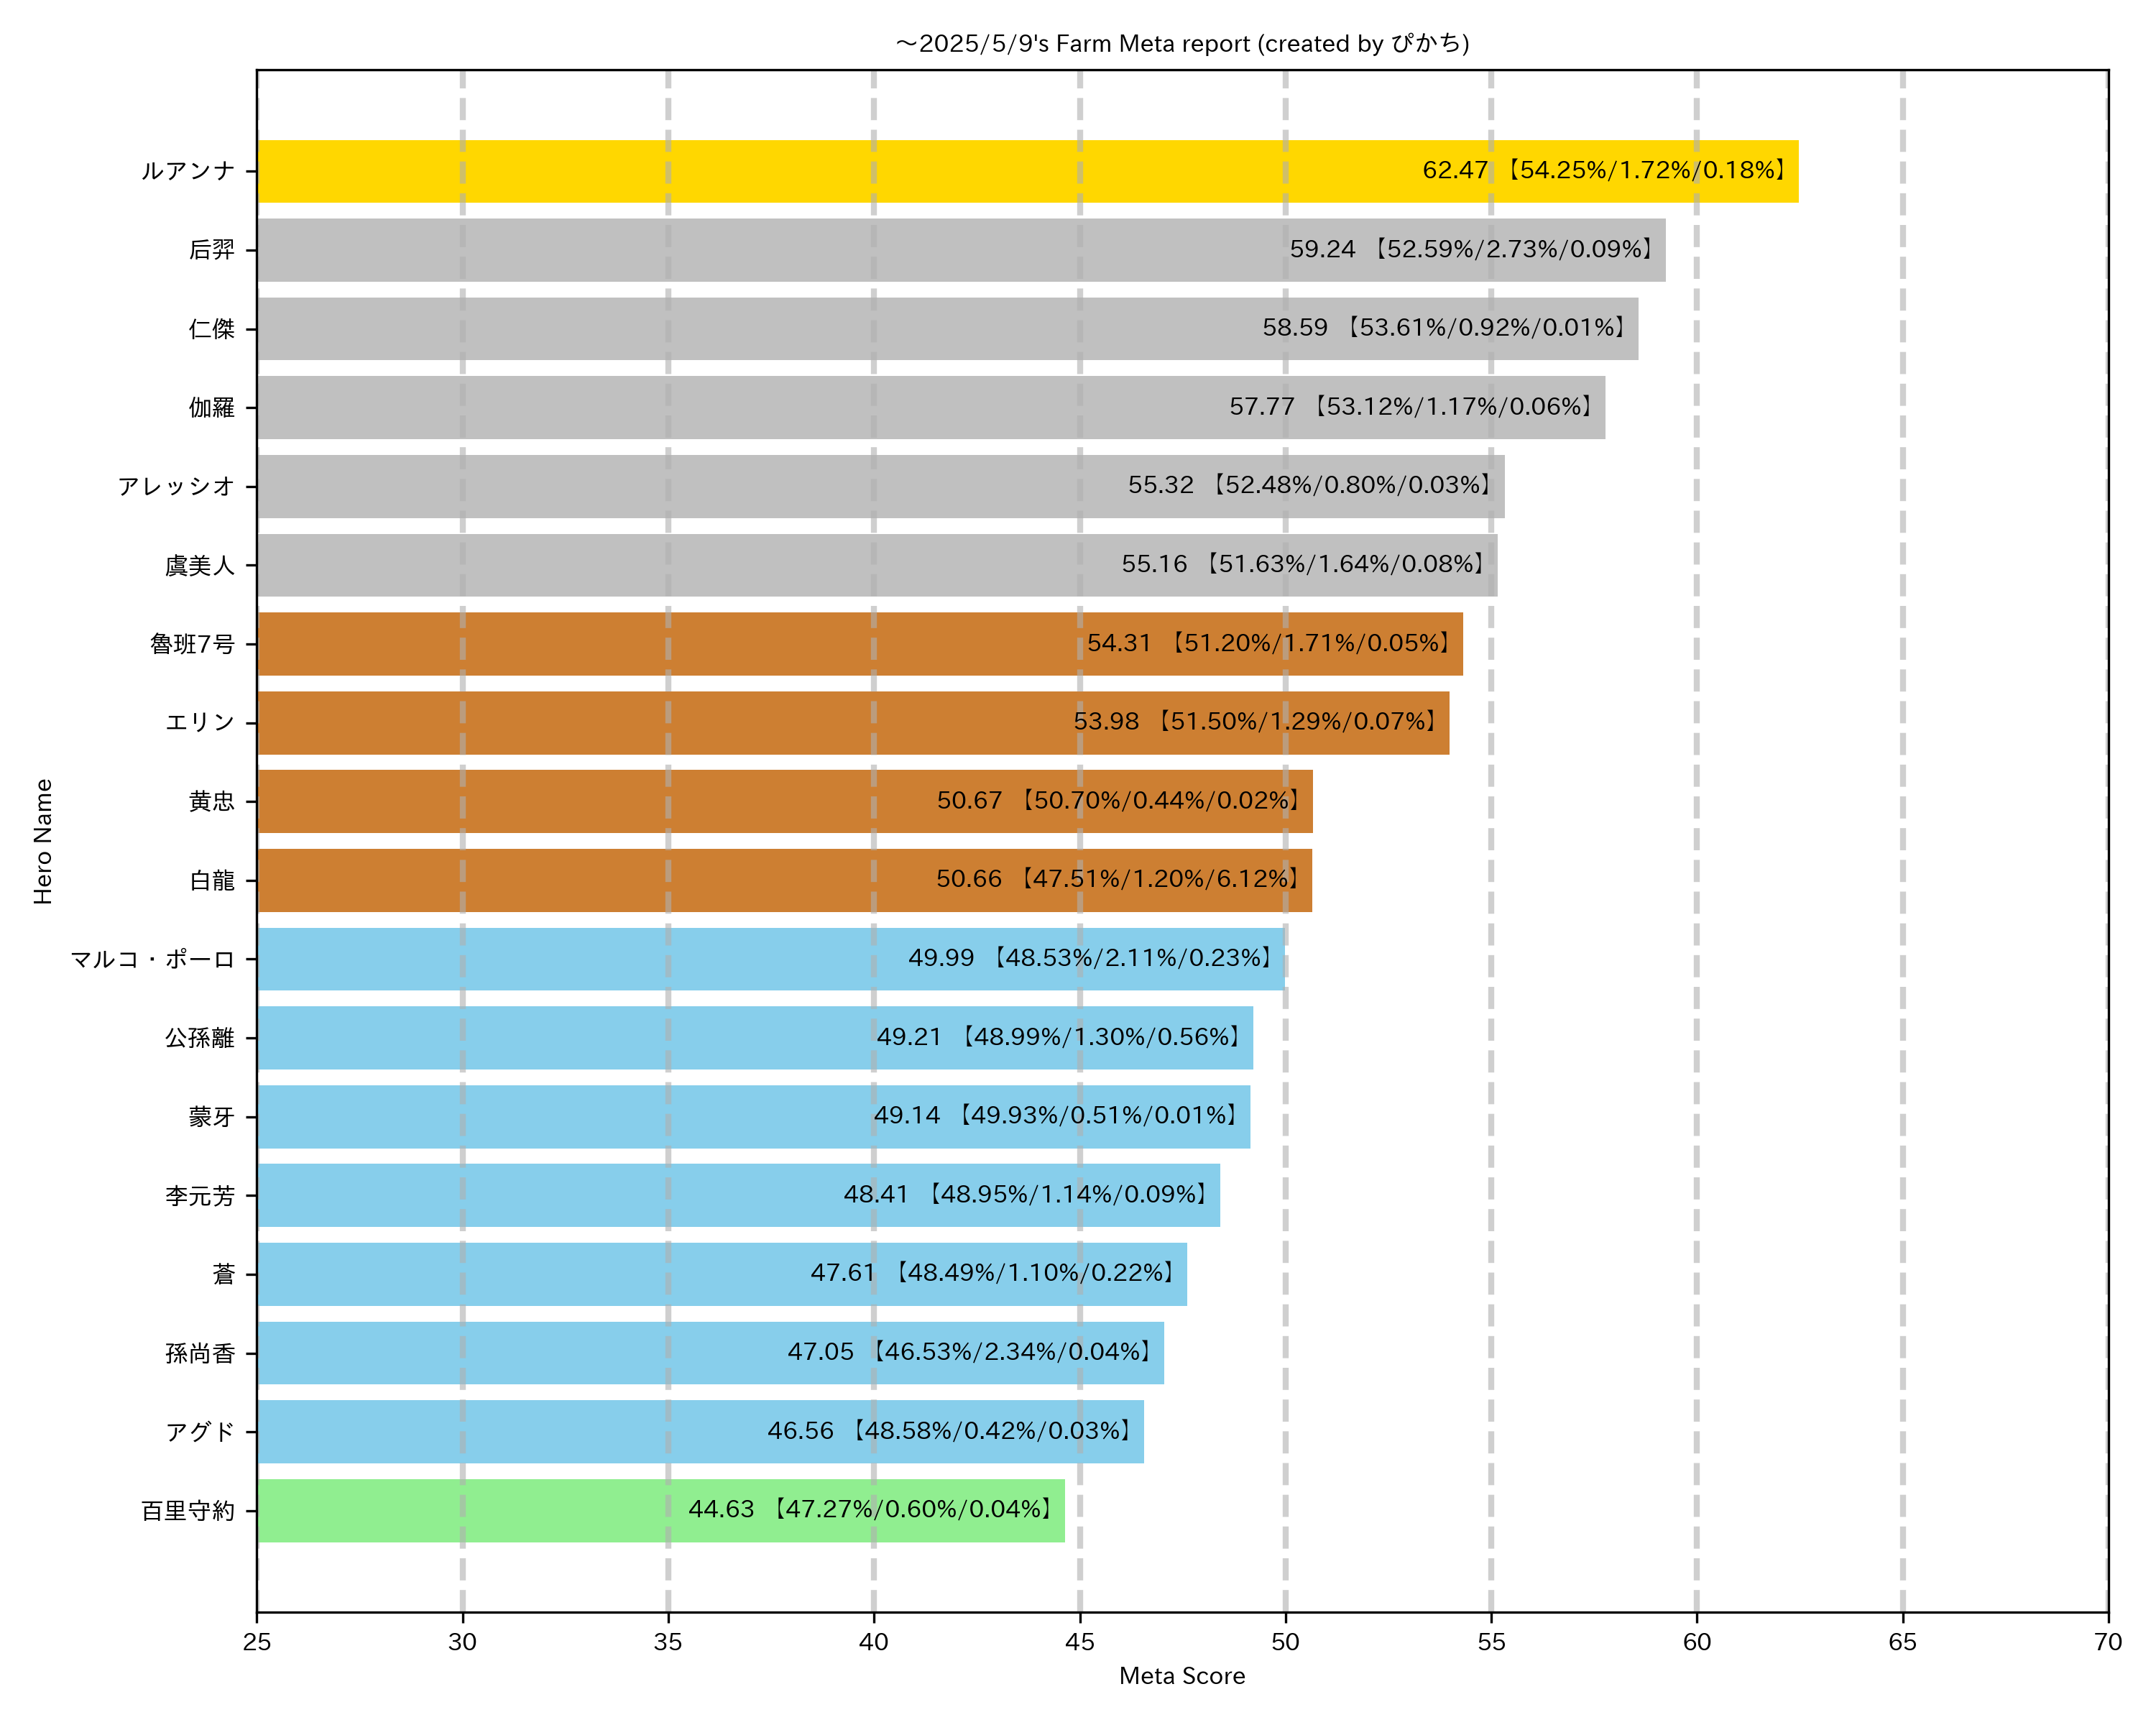 ～2025/5/9's Farm Meta report (created by ぴかち)
Hero Name
ルアンナ 62.47 【54.25%/1.72%/0.18%】
后羿 59.24 【52.59%/2.73%/0.09%】
仁傑 58.59 【53.61%/0.92%/0.01%】
伽羅 57.77 【53.12%/1.17%/0.06%】
アレッシオ 55.32 【52.48%/0.80%/0.03%】
虞美人 55.16 【51.63%/1.64%/0.08%】
魯班7号 54.31 【51.20%/1.71%/0.05%】
エリン 53.98 【51.50%/1.29%/0.07%】
黄忠 50.67 【50.70%/0.44%/0.02%】
白龍 50.66 【47.51%/1.20%/6.12%】
マルコ・ポーロ 49.99 【48.53%/2.11%/0.23%】
公孫離 49.21 【48.99%/1.30%/0.56%】
蒙牙 49.14 【49.93%/0.51%/0.01%】
李元芳 48.41 【48.95%/1.14%/0.09%】
蒼 47.61 【48.49%/1.10%/0.22%】
孫尚香 47.05 【46.53%/2.34%/0.04%】
アグド 46.56 【48.58%/0.42%/0.03%】
百里守約 44.63 【47.27%/0.60%/0.04%】
25 30 35 40 45 50 55 60 65 70
Meta Score